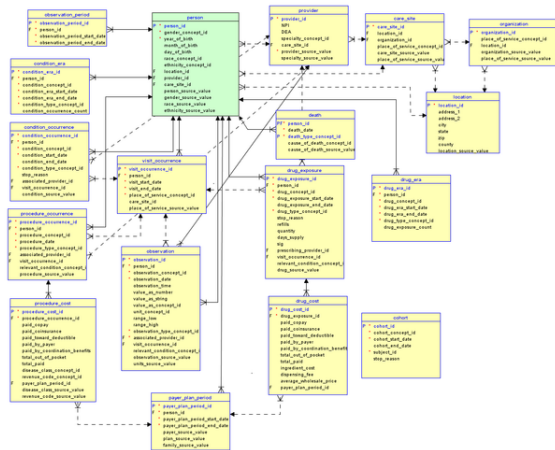 observation_period
* observation_period_id
* person_id
* observation_period_start_date
* observation_period_end_date
person
* person_id
* gender_concept_id
* year_of_birth
month_of_birth
day_of_birth
race_concept_id
ethnicity_concept_id
location_id
provider_id
care_site_id
person_source_value
gender_source_value
race_source_value
ethnicity_source_value
provider
* provider_id
NPI
DEA
specialty_concept_id
care_site_id
provider_source_value
specialty_source_value
care_site
* care_site_id
location_id
organization_id
place_of_service_concept_id
care_site_source_value
place_of_service_source_value
organization
* organization_id
place_of_service_concept_id
location_id
organization_source_value
place_of_service_source_value
condition_era
* condition_era_id
* person_id
* condition_concept_id
* condition_era_start_date
* condition_era_end_date
* condition_type_concept_id
condition_occurrence_count
location
* location_id
address_1
address_2
city
state
zip
county
location_source_value
death
* person_id
* death_date
* death_type_concept_id
cause_of_death_concept_id
cause_of_death_source_value
condition_occurrence
* condition_occurrence_id
* person_id
* condition_concept_id
* condition_start_date
condition_end_date
* condition_type_concept_id
stop_reason
associated_provider_id
visit_occurrence_id
condition_source_value
visit_occurrence
* visit_occurrence_id
* person_id
* visit_start_date
* visit_end_date
* place_of_service_concept_id
care_site_id
place_of_service_source_value
drug_exposure
* drug_exposure_id
* person_id
* drug_concept_id
* drug_exposure_start_date
drug_exposure_end_date
* drug_type_concept_id
stop_reason
refills
quantity
days_supply
sig
prescribing_provider_id
visit_occurrence_id
relevant_condition_concept_i
drug_source_value
drug_era
* drug_era_id
* person_id
* drug_concept_id
* drug_era_start_date
* drug_era_end_date
* drug_type_concept_id
drug_exposure_count
procedure_occurrence
* procedure_occurrence_id
* person_id
* procedure_concept_id
* procedure_date
* procedure_type_concept_id
associated_provider_id
visit_occurrence_id
relevant_condition_concept_i
procedure_source_value
observation
* observation_id
* person_id
* observation_concept_id
* observation_date
observation_time
value_as_number
value_as_string
value_as_concept_id
unit_concept_id
range_low
range_high
* observation_type_concept_id
associated_provider_id
visit_occurrence_id
relevant_condition_concept_i
observation_source_value
units_source_value
procedure_cost
* procedure_cost_id
* procedure_occurrence_id
paid_copay
paid_coinsurance
paid_toward_deductible
paid_by_payer
paid_by_coordination_benefits
total_out_of_pocket
total_paid
disease_class_concept_id
revenue_code_concept_id
payer_plan_period_id
disease_class_source_value
revenue_code_source_value
drug_cost
* drug_cost_id
* drug_exposure_id
paid_copay
paid_coinsurance
paid_toward_deductible
paid_by_payer
paid_by_coordination_benefit
total_out_of_pocket
total_paid
ingredient_cost
dispensing_fee
average_wholesale_price
payer_plan_period_id
cohort
* cohort_id
* cohort_concept_id
* cohort_start_date
cohort_end_date
* subject_id
stop_reason
payer_plan_period
* payer_plan_period_id
* person_id
* payer_plan_period_start_date
* payer_plan_period_end_date
payer_source_value
plan_source_value
family_source_value